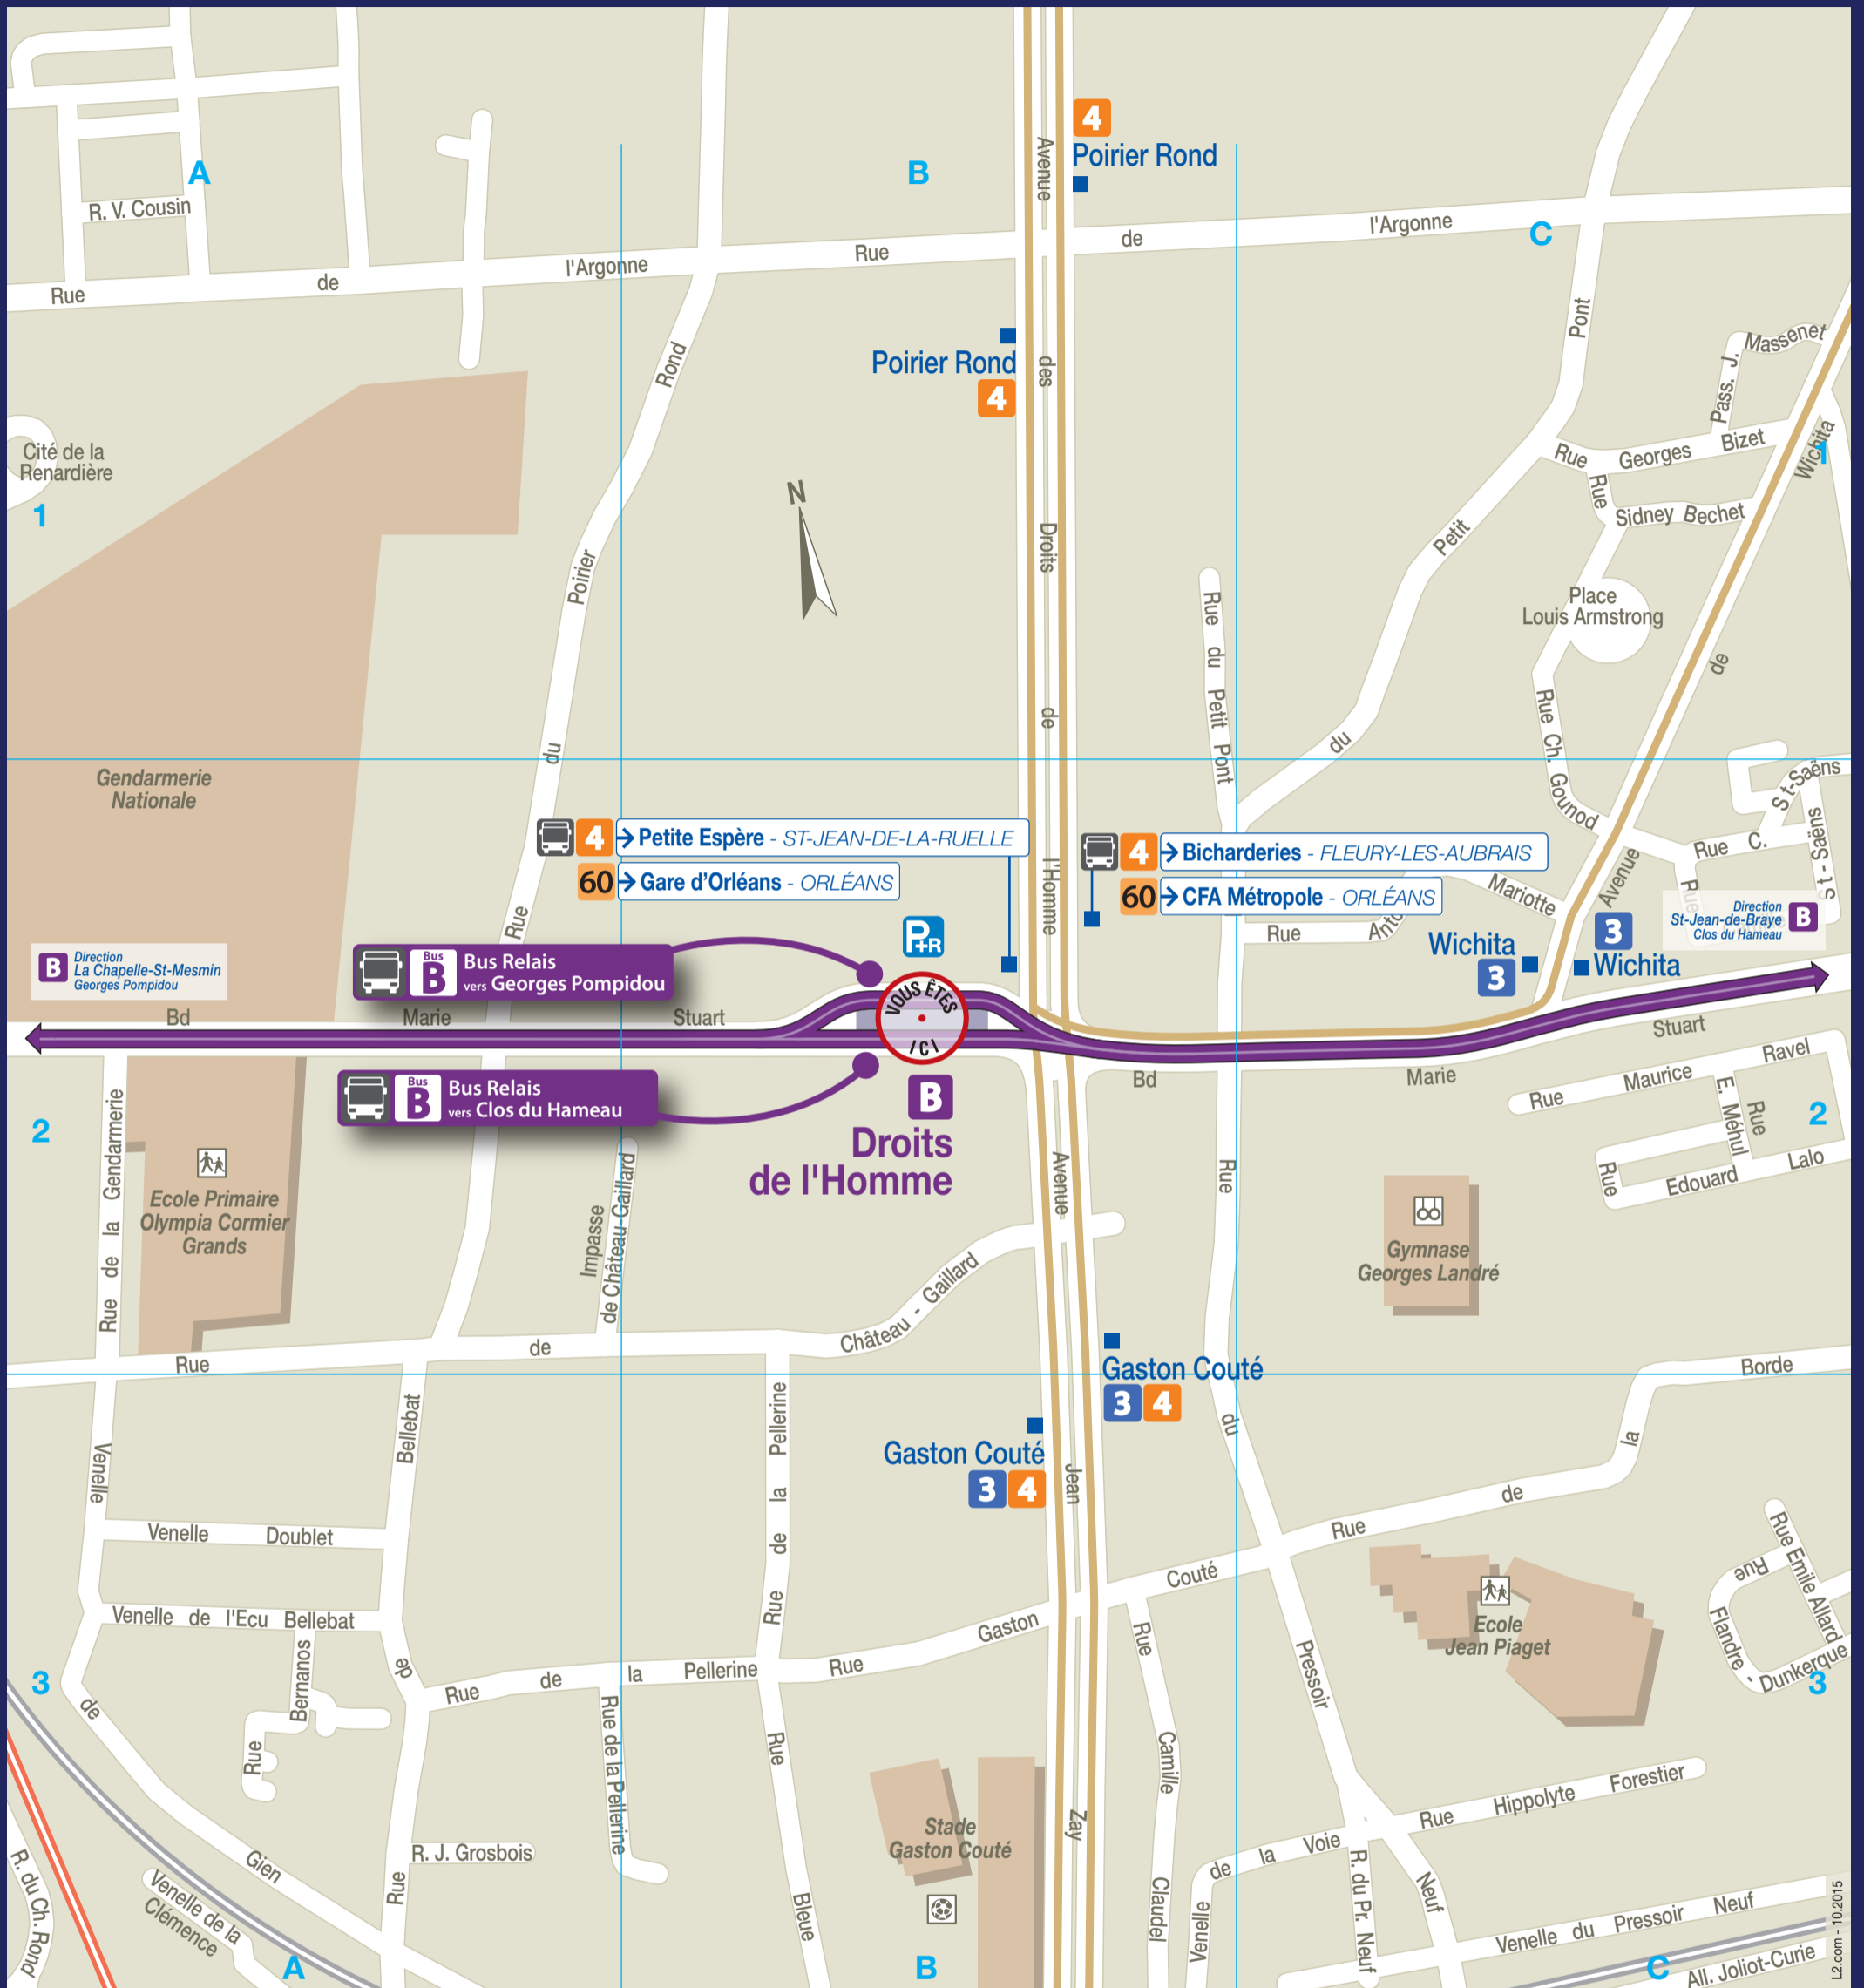 4
Poirier Rond
A
B
C
R. V. Cousin
Avenue
des
Droits
de
l'Homme
Rue
de
l'Argonne
Rue
de
l'Argonne
Poirier Rond
4
Rue
du
Poirier
Rond
Cité de la
Renardière
1
N
Pont
Petit
du
Pass. J.
Massenet
Rue
Georges
Bizet
Rue
Sidney
Bechet
Wichita
1
de
Avenue
Place
Louis Armstrong
Rue Ch. Gounod
Rue du Petit Pont
Gendarmerie
Nationale
St-Saëns
Rue C.
St - Saëns
Rue
4
Petite Espère - ST-JEAN-DE-LA-RUELLE
60
Gare d'Orléans - ORLÉANS
4
Bicharderies - FLEURY-LES-AUBRAIS
60
CFA Métropole - ORLÉANS
Mariotte
Rue
P+R
Wichita
3
3
Wichita
Direction
St-Jean-de-Braye
Clos du Hameau
B
B
Direction
La Chapelle-St-Mesmin
Georges Pompidou
Bus
B
Bus Relais
vers Georges Pompidou
Bd
Marie
Stuart
VOUS ÊTES
ICI
Bus
B
Bus Relais
vers Clos du Hameau
B
Droits
de l'Homme
Bd
Marie
Stuart
2
Rue de la Gendarmerie
Ecole Primaire
Olympia Cormier
Grands
Impasse
de Château-Gaillard
Avenue
Jean
Zay
Rue
du
Pressoir
Neuf
Rue
Maurice
Ravel
E. Méhul
Rue
Rue
Edouard
Lalo
2
Gymnase
Georges Landré
Rue
de
Château - Gaillard
Gaston Couté
3 4
Gaston Couté
3 4
Rue
de
la
Borde
Venelle
de
Gien
Bellebat
de
Rue
Rue de la Pellerine
Venelle Doublet
Venelle de l'Ecu Bellebat
Rue
Bernanos
3
Rue
de
la
Pellerine
Rue
Gaston
Couté
Rue de la Pellerine
Rue
Bleue
Rue
Camille
Claudel
Ecole
Jean Piaget
Rue Emile Allard
Rue
Flandre - Dunkerque
3
Stade
Gaston Couté
Rue
Hippolyte
Forestier
Venelle
de
la
Voie
R. du Pr. Neuf
Venelle du Pressoir Neuf
All. Joliot-Curie
R. J. Grosbois
Venelle de la
Clémence
R. du Ch. Rond
A
B
C
L2.com - 10.2015